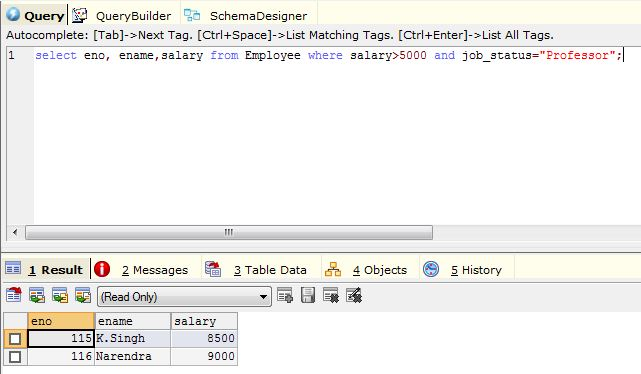 Query QueryBuilder SchemaDesigner
Autocomplete: [Tab]->Next Tag. [Ctrl+Space]->List Matching Tags. [Ctrl+Enter]->List All Tags.
1 select eno, ename,salary from Employee where salary>5000 and job_status="Professor";
1 Result 2 Messages 3 Table Data 4 Objects 5 History
(Read Only)
eno ename salary
115 K.Singh 8500
116 Narendra 9000